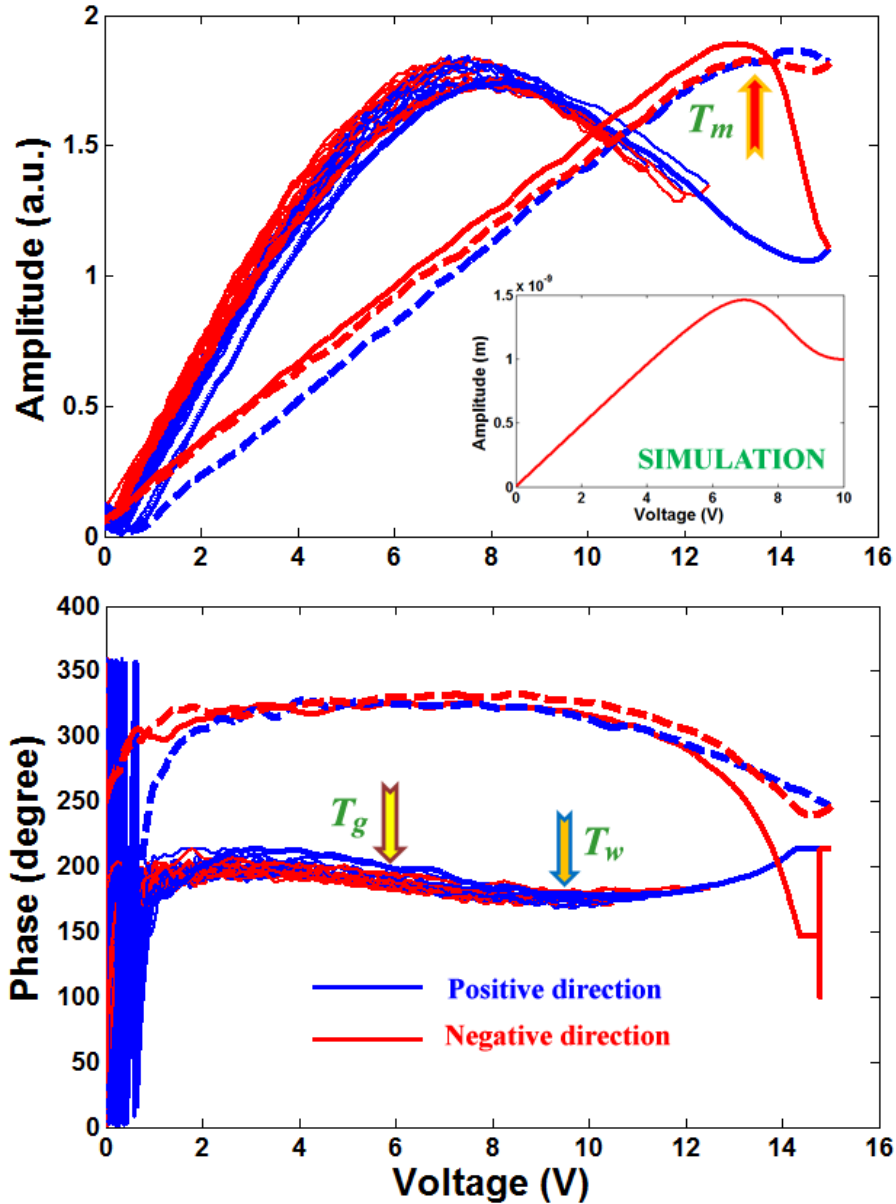 2
1.5
1
0.5
0
Amplitude (a.u.)
T_m
x 10^-9
1.5
1
0.5
0
Amplitude (m)
SIMULATION
0 2 4 6 8 10
Voltage (V)
0 2 4 6 8 10 12 14 16
400
350
300
250
200
150
100
50
0
Phase (degree)
T_g
T_w
Positive direction
Negative direction
0 2 4 6 8 10 12 14 16
Voltage (V)